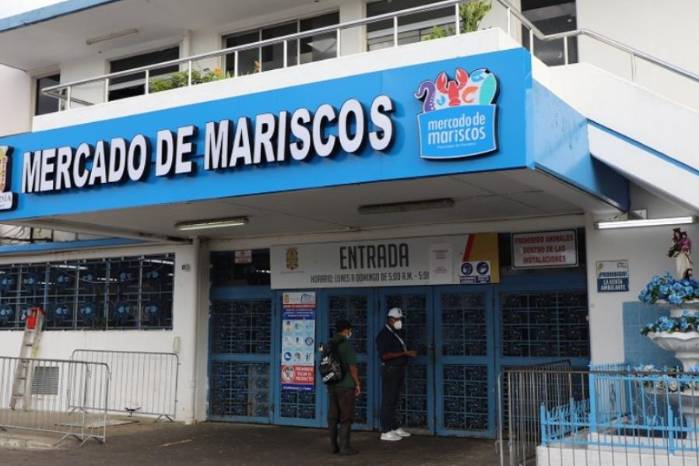 MERCADO DE MARISCOS
mercado de
mariscos
ENTRADA
HORARIO: LUNES A DOMINGO DE 5:00 A.M. - 5:0
PROHIBIDO ANIMALES
DENTRO DE LAS
INSTALACIONES
PROHIBIDO
LA VENTA
AMBULANTE